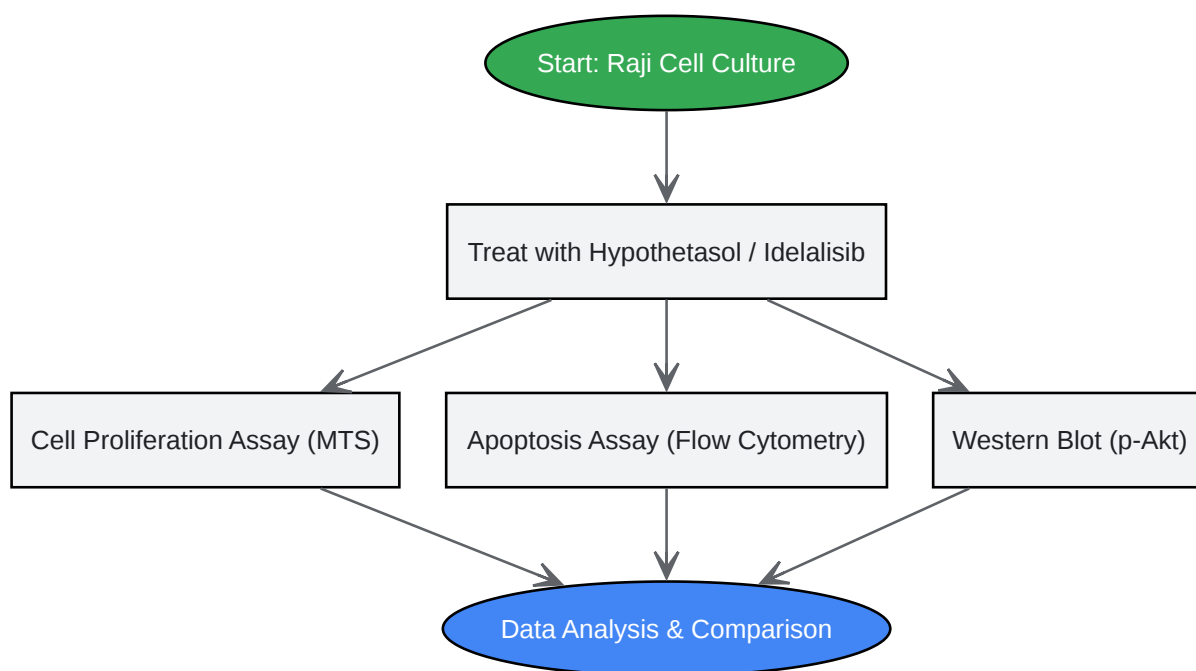 Start: Raji Cell Culture
Treat with Hypothetasol / Idelalisib
Cell Proliferation Assay (MTS)
Apoptosis Assay (Flow Cytometry)
Western Blot (p-Akt)
Data Analysis & Comparison